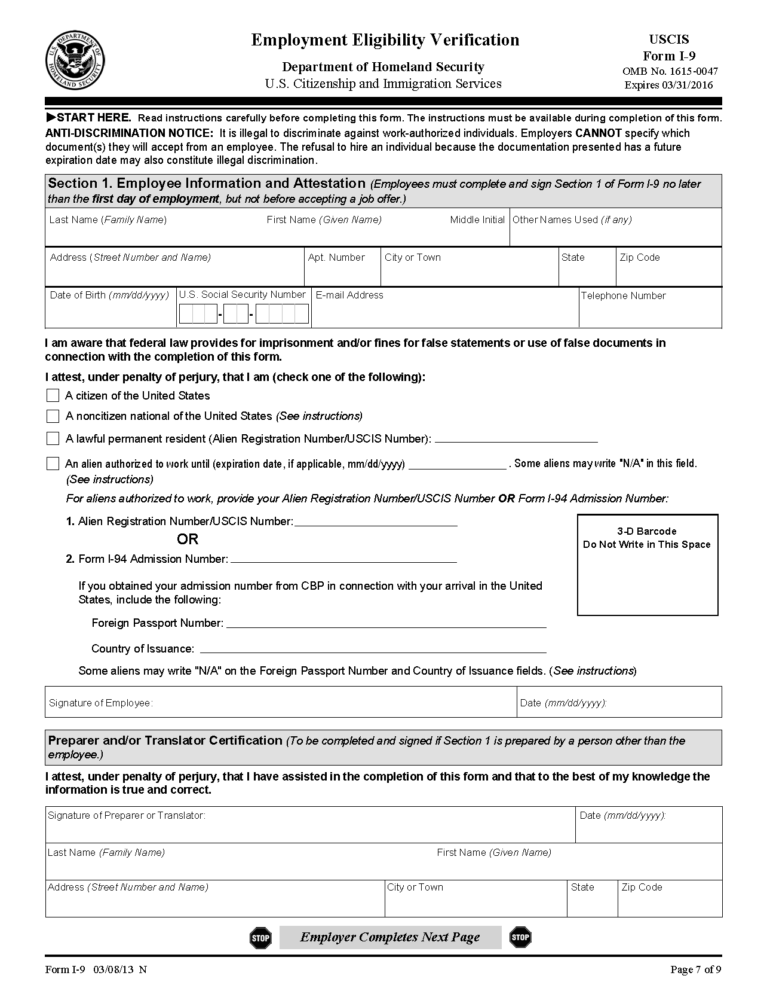 U.S. DEPARTMENT OF HOMELAND SECURITY
Employment Eligibility Verification
Department of Homeland Security
U.S. Citizenship and Immigration Services
USCIS
Form I-9
OMB No. 1615-0047
Expires 03/31/2016
▶START HERE. Read instructions carefully before completing this form. The instructions must be available during completion of this form.
ANTI-DISCRIMINATION NOTICE: It is illegal to discriminate against work-authorized individuals. Employers CANNOT specify which
document(s) they will accept from an employee. The refusal to hire an individual because the documentation presented has a future
expiration date may also constitute illegal discrimination.
Section 1. Employee Information and Attestation (Employees must complete and sign Section 1 of Form I-9 no later
than the first day of employment, but not before accepting a job offer.)
Last Name (Family Name) First Name (Given Name) Middle Initial Other Names Used (if any)
Address (Street Number and Name) Apt. Number City or Town State Zip Code
Date of Birth (mm/dd/yyyy) U.S. Social Security Number E-mail Address Telephone Number
- -
I am aware that federal law provides for imprisonment and/or fines for false statements or use of false documents in
connection with the completion of this form.
I attest, under penalty of perjury, that I am (check one of the following):
A citizen of the United States
A noncitizen national of the United States (See instructions)
A lawful permanent resident (Alien Registration Number/USCIS Number):
An alien authorized to work until (expiration date, if applicable, mm/dd/yyyy) . Some aliens may write "N/A" in this field.
(See instructions)
For aliens authorized to work, provide your Alien Registration Number/USCIS Number OR Form I-94 Admission Number:
1. Alien Registration Number/USCIS Number:
OR
2. Form I-94 Admission Number:
3-D Barcode
Do Not Write in This Space
If you obtained your admission number from CBP in connection with your arrival in the United
States, include the following:
Foreign Passport Number:
Country of Issuance:
Some aliens may write "N/A" on the Foreign Passport Number and Country of Issuance fields. (See instructions)
Signature of Employee: Date (mm/dd/yyyy):
Preparer and/or Translator Certification (To be completed and signed if Section 1 is prepared by a person other than the
employee.)
I attest, under penalty of perjury, that I have assisted in the completion of this form and that to the best of my knowledge the
information is true and correct.
Signature of Preparer or Translator: Date (mm/dd/yyyy):
Last Name (Family Name) First Name (Given Name)
Address (Street Number and Name) City or Town State Zip Code
STOP Employer Completes Next Page STOP
Form I-9 03/08/13 N Page 7 of 9